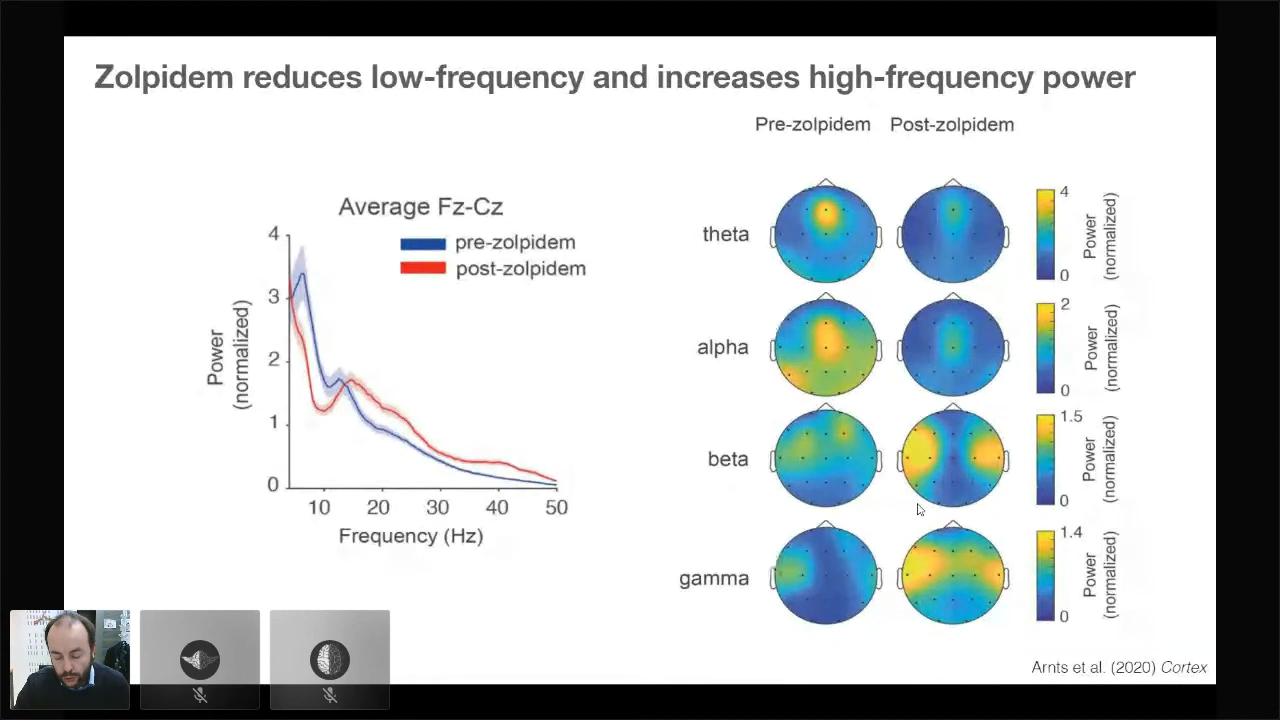 Zolpidem reduces low-frequency and increases high-frequency power
Pre-zolpidem Post-zolpidem
Average Fz-Cz
pre-zolpidem
post-zolpidem
Power
(normalized)
4
3
2
1
0
10 20 30 40 50
Frequency (Hz)
theta
4
0
Power
(normalized)
alpha
2
0
Power
(normalized)
beta
1.5
0
Power
(normalized)
gamma
1.4
0
Power
(normalized)
Arnts et al. (2020) Cortex